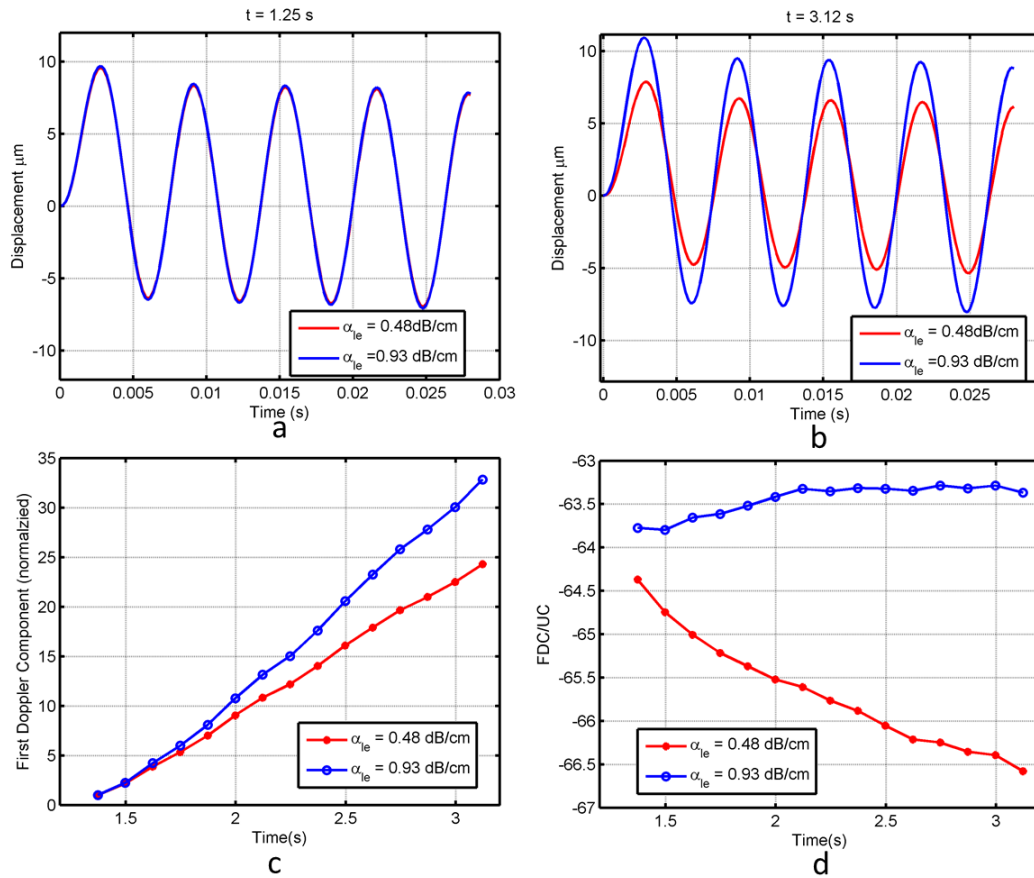 t = 1.25 s
10
5
0
-5
-10
Displacement μm
0 0.005 0.01 0.015 0.02 0.025 0.03
Time (s)
αle = 0.48dB/cm
αle =0.93 dB/cm
a
t = 3.12 s
10
5
0
-5
-10
Displacement μm
0 0.005 0.01 0.015 0.02 0.025
Time (s)
αle = 0.48dB/cm
αle =0.93 dB/cm
b
35
30
25
20
15
10
5
0
First Doppler Component (normalzied)
1.5 2 2.5 3
Time(s)
αle = 0.48 dB/cm
αle = 0.93 dB/cm
c
-63
-63.5
-64
-64.5
-65
-65.5
-66
-66.5
-67
FDC/UC
1.5 2 2.5 3
Time(s)
αle = 0.48 dB/cm
αle = 0.93 dB/cm
d